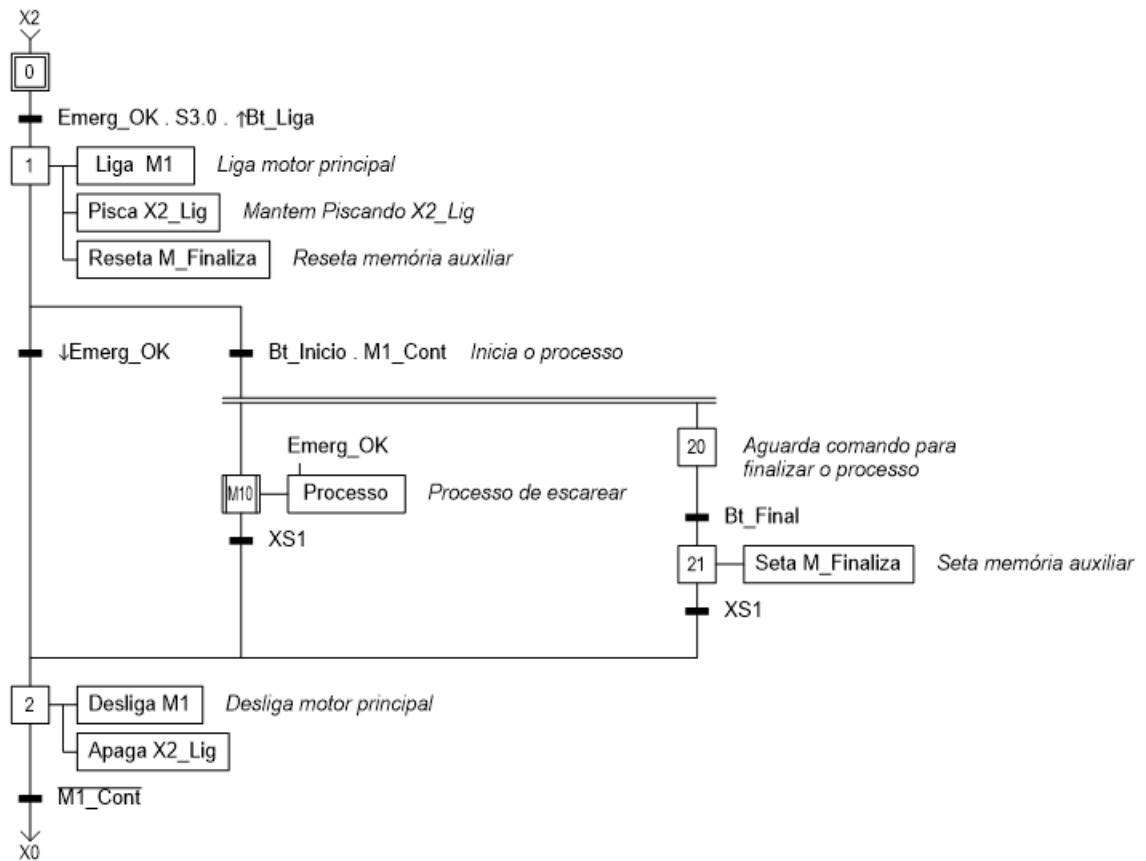 X2
0
Emerg_OK . S3.0 . ↑Bt_Liga
1
Liga M1 Liga motor principal
Pisca X2_Lig Mantem Piscando X2_Lig
Reseta M_Finaliza Reseta memória auxiliar
↓Emerg_OK
Bt_Inicio . M1_Cont Inicia o processo
Emerg_OK
M10 Processo Processo de escarear
XS1
20 Aguarda comando para
finalizar o processo
Bt_Final
21 Seta M_Finaliza Seta memória auxiliar
XS1
2 Desliga M1 Desliga motor principal
Apaga X2_Lig
M̅1̅_̅C̅o̅n̅t̅
X0